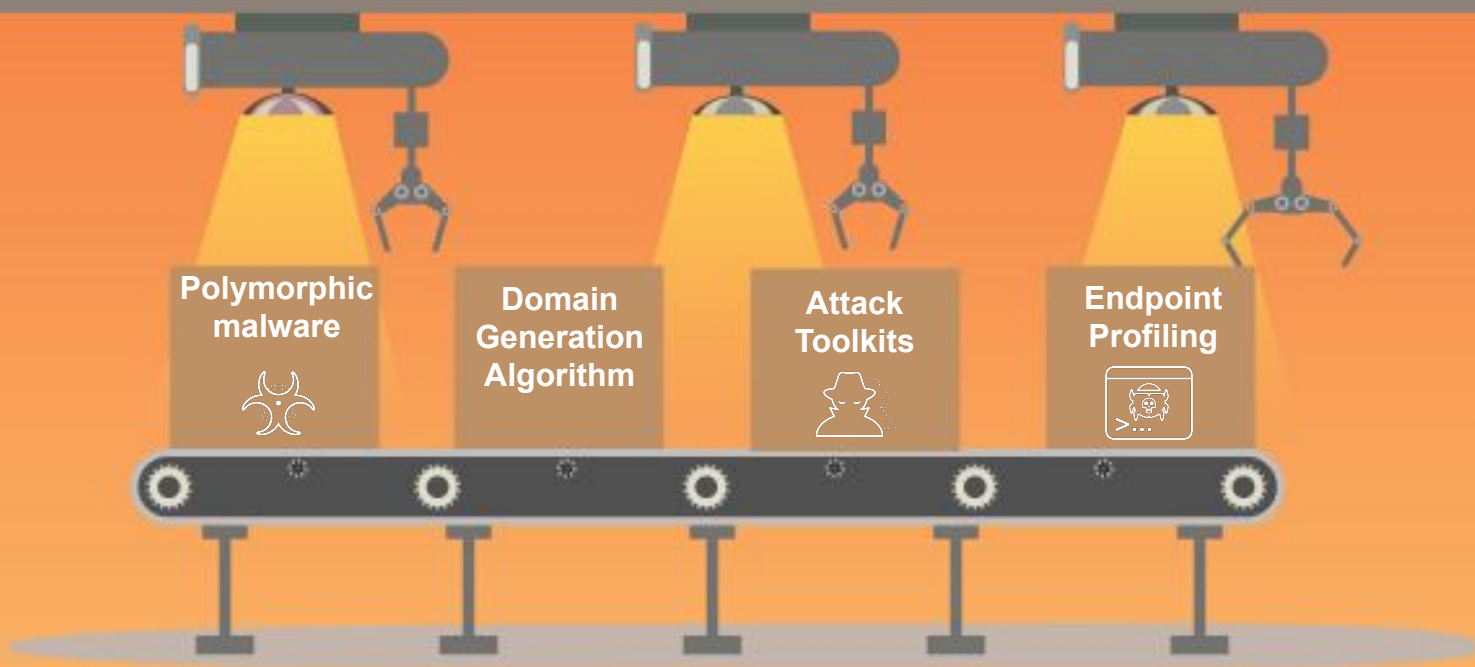 Polymorphic
malware
Domain
Generation
Algorithm
Attack
Toolkits
Endpoint
Profiling
>...